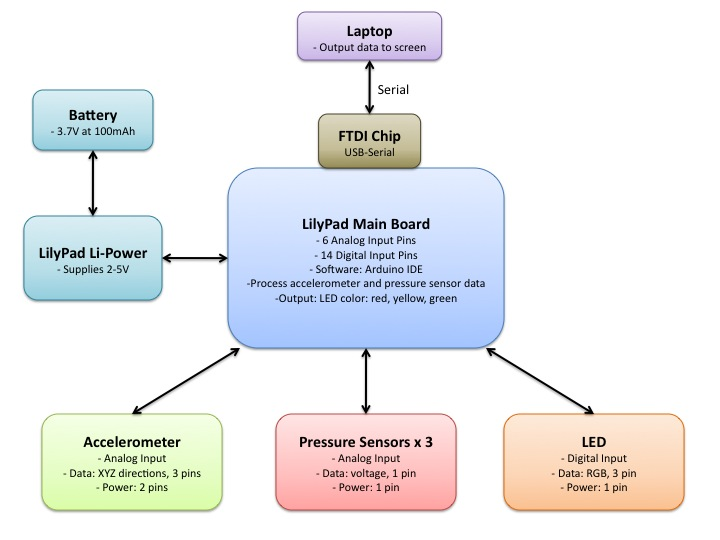 Laptop
- Output data to screen
Serial
Battery
- 3.7V at 100mAh
FTDI Chip
USB-Serial
LilyPad Li-Power
- Supplies 2-5V
LilyPad Main Board
- 6 Analog Input Pins
- 14 Digital Input Pins
- Software: Arduino IDE
-Process accelerometer and pressure sensor data
-Output: LED color: red, yellow, green
Accelerometer
- Analog Input
- Data: XYZ directions, 3 pins
- Power: 2 pins
Pressure Sensors x 3
- Analog Input
- Data: voltage, 1 pin
- Power: 1 pin
LED
- Digital Input
- Data: RGB, 3 pin
- Power: 1 pin